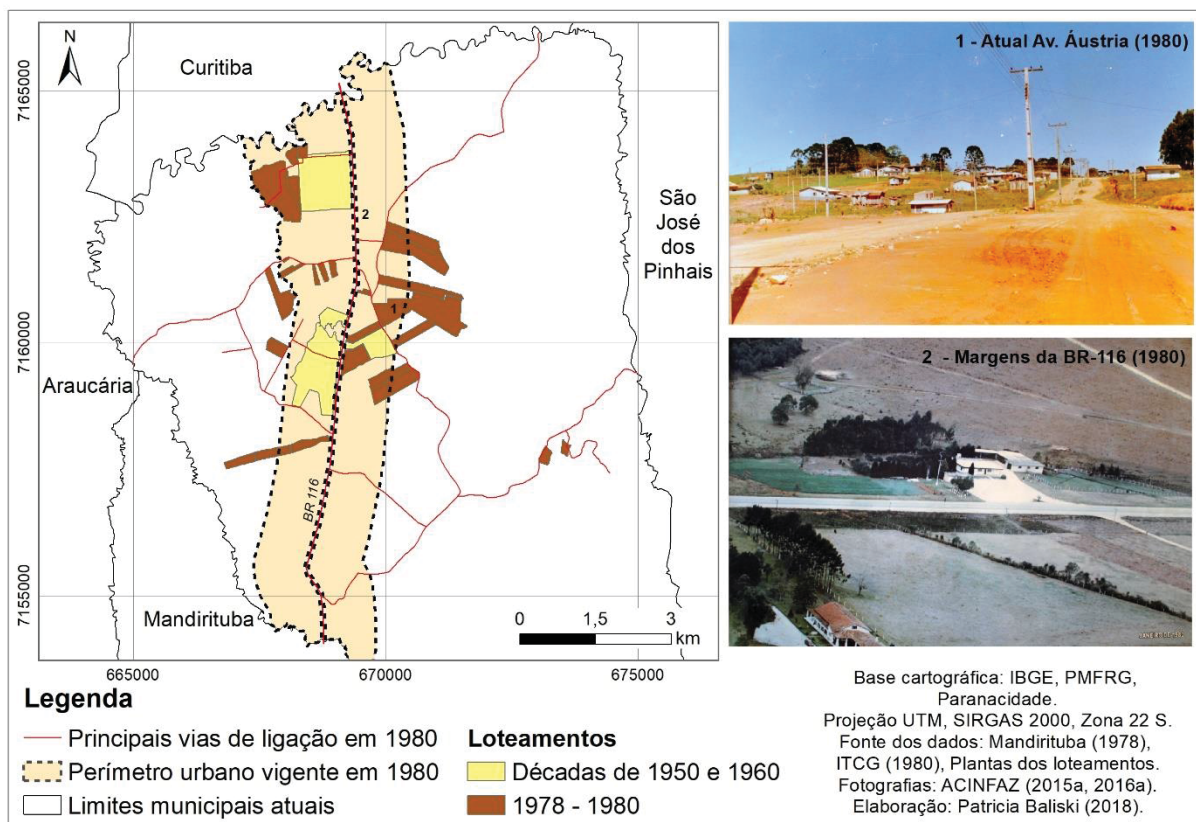 N
Curitiba
7165000
2
São
José
dos
Pinhais
1
7160000
Araucária
BR 116
7155000
Mandirituba
0 1,5 3
km
665000 670000 675000
1 - Atual Av. Áustria (1980)
2 - Margens da BR-116 (1980)
Legenda
Principais vias de ligação em 1980
Perímetro urbano vigente em 1980
Limites municipais atuais
Loteamentos
Décadas de 1950 e 1960
1978 - 1980
Base cartográfica: IBGE, PMFRG,
Paranacidade.
Projeção UTM, SIRGAS 2000, Zona 22 S.
Fonte dos dados: Mandirituba (1978),
ITCG (1980), Plantas dos loteamentos.
Fotografias: ACINFAZ (2015a, 2016a).
Elaboração: Patricia Baliski (2018).